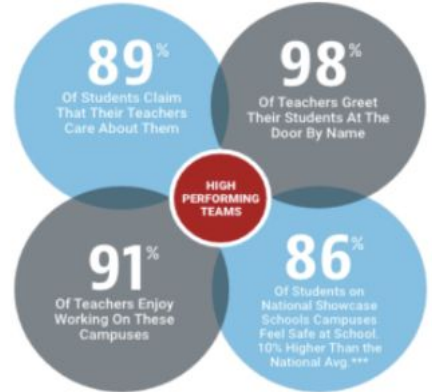 89%
Of Students Claim
That Their Teachers
Care About Them
98%
Of Teachers Greet
Their Students At The
Door By Name
HIGH
PERFORMING
TEAMS
91%
Of Teachers Enjoy
Working On These
Campuses
86%
Of Students on
National Showcase
Schools Campuses
Feel Safe at School.
10% Higher Than the
National Avg.***